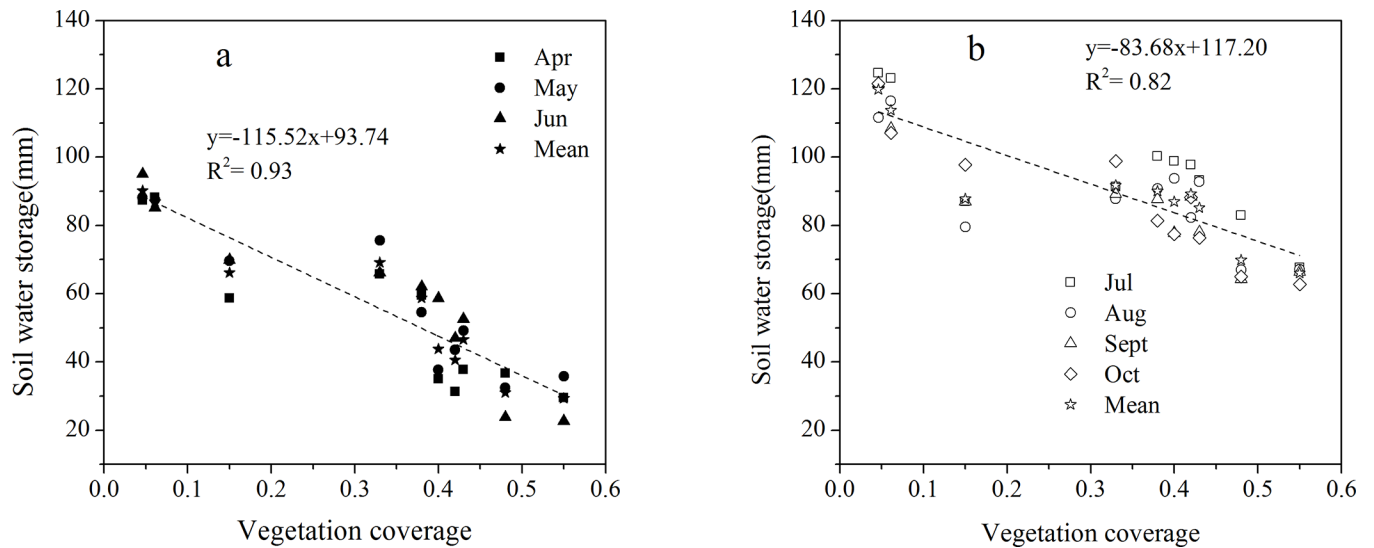 a
Apr
May
Jun
Mean
y=-115.52x+93.74
R²= 0.93
140
120
100
80
60
40
20
0.0 0.1 0.2 0.3 0.4 0.5 0.6
Soil water storage(mm)
Vegetation coverage
b
y=-83.68x+117.20
R²= 0.82
Jul
Aug
Sept
Oct
Mean
140
120
100
80
60
40
20
0.0 0.1 0.2 0.3 0.4 0.5 0.6
Soil water storage(mm)
Vegetation coverage